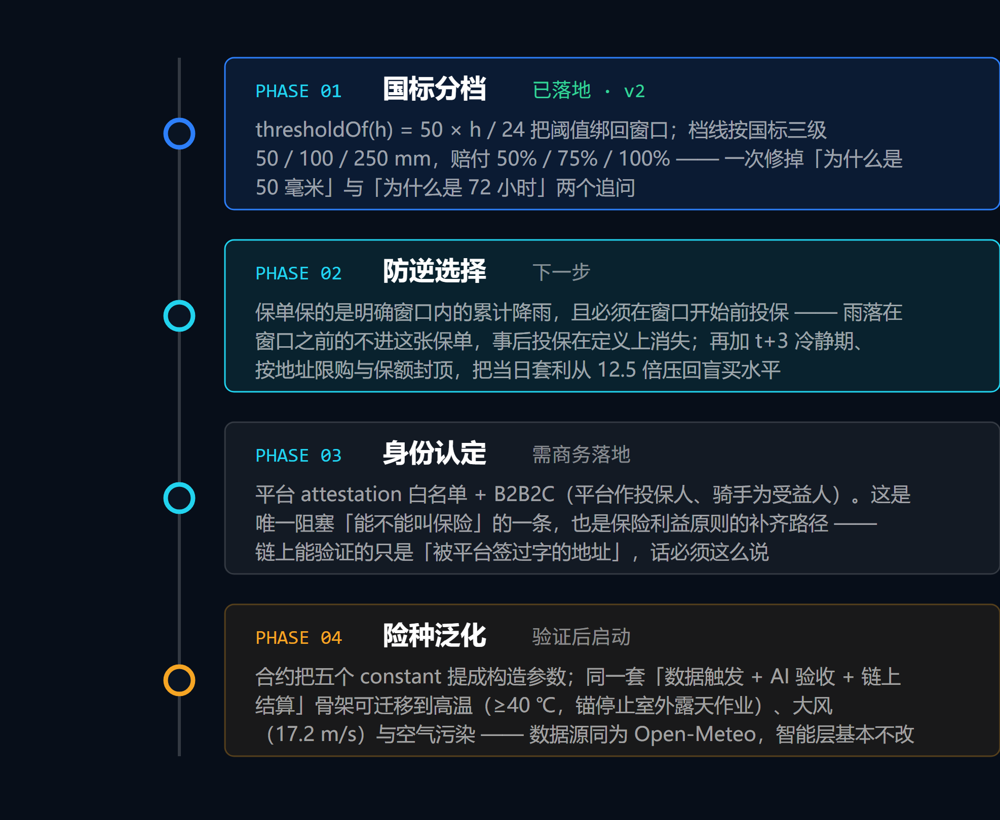 PHASE 01 国标分档 已落地 · v2
thresholdOf(h) = 50 × h / 24 把阈值绑回窗口；档线按国标三级
50 / 100 / 250 mm，赔付 50% / 75% / 100% —— 一次修掉「为什么是
50 毫米」与「为什么是 72 小时」两个追问
PHASE 02 防逆选择 下一步
保单保的是明确窗口内的累计降雨，且必须在窗口开始前投保 —— 雨落在
窗口之前的不进这张保单，事后投保在定义上消失；再加 t+3 冷静期、
按地址限购与保额封顶，把当日套利从 12.5 倍压回盲买水平
PHASE 03 身份认定 需商务落地
平台 attestation 白名单 + B2B2C（平台作投保人、骑手为受益人）。这是
唯一阻塞「能不能叫保险」的一条，也是保险利益原则的补齐路径 ——
链上能验证的只是「被平台签过字的地址」，话必须这么说
PHASE 04 险种泛化 验证后启动
合约把五个 constant 提成构造参数；同一套「数据触发 + AI 验收 + 链上
结算」骨架可迁移到高温（≥40 ℃，锚停止室外露天作业）、大风
（17.2 m/s）与空气污染 —— 数据源同为 Open-Meteo，智能层基本不改